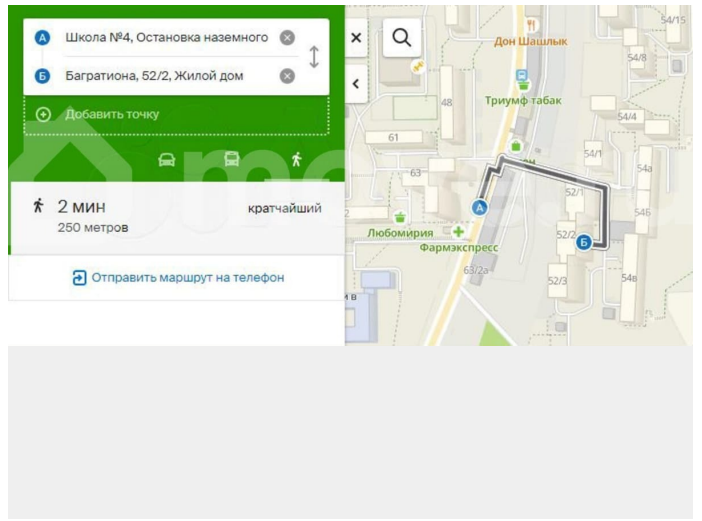 А Школа №4, Остановка наземного
Б Багратиона, 52/2, Жилой дом
Добавить точку
2 мин
кратчайший
250 метров
Отправить маршрут на телефон
54/15
Дон Шашлык
54/8
48
Триумф табак
54/4
61
54/1
63
54а
52/1
А
54Б
Любомирия
Фармэкспресс
52/2
Б
63/2а
52/3
54в